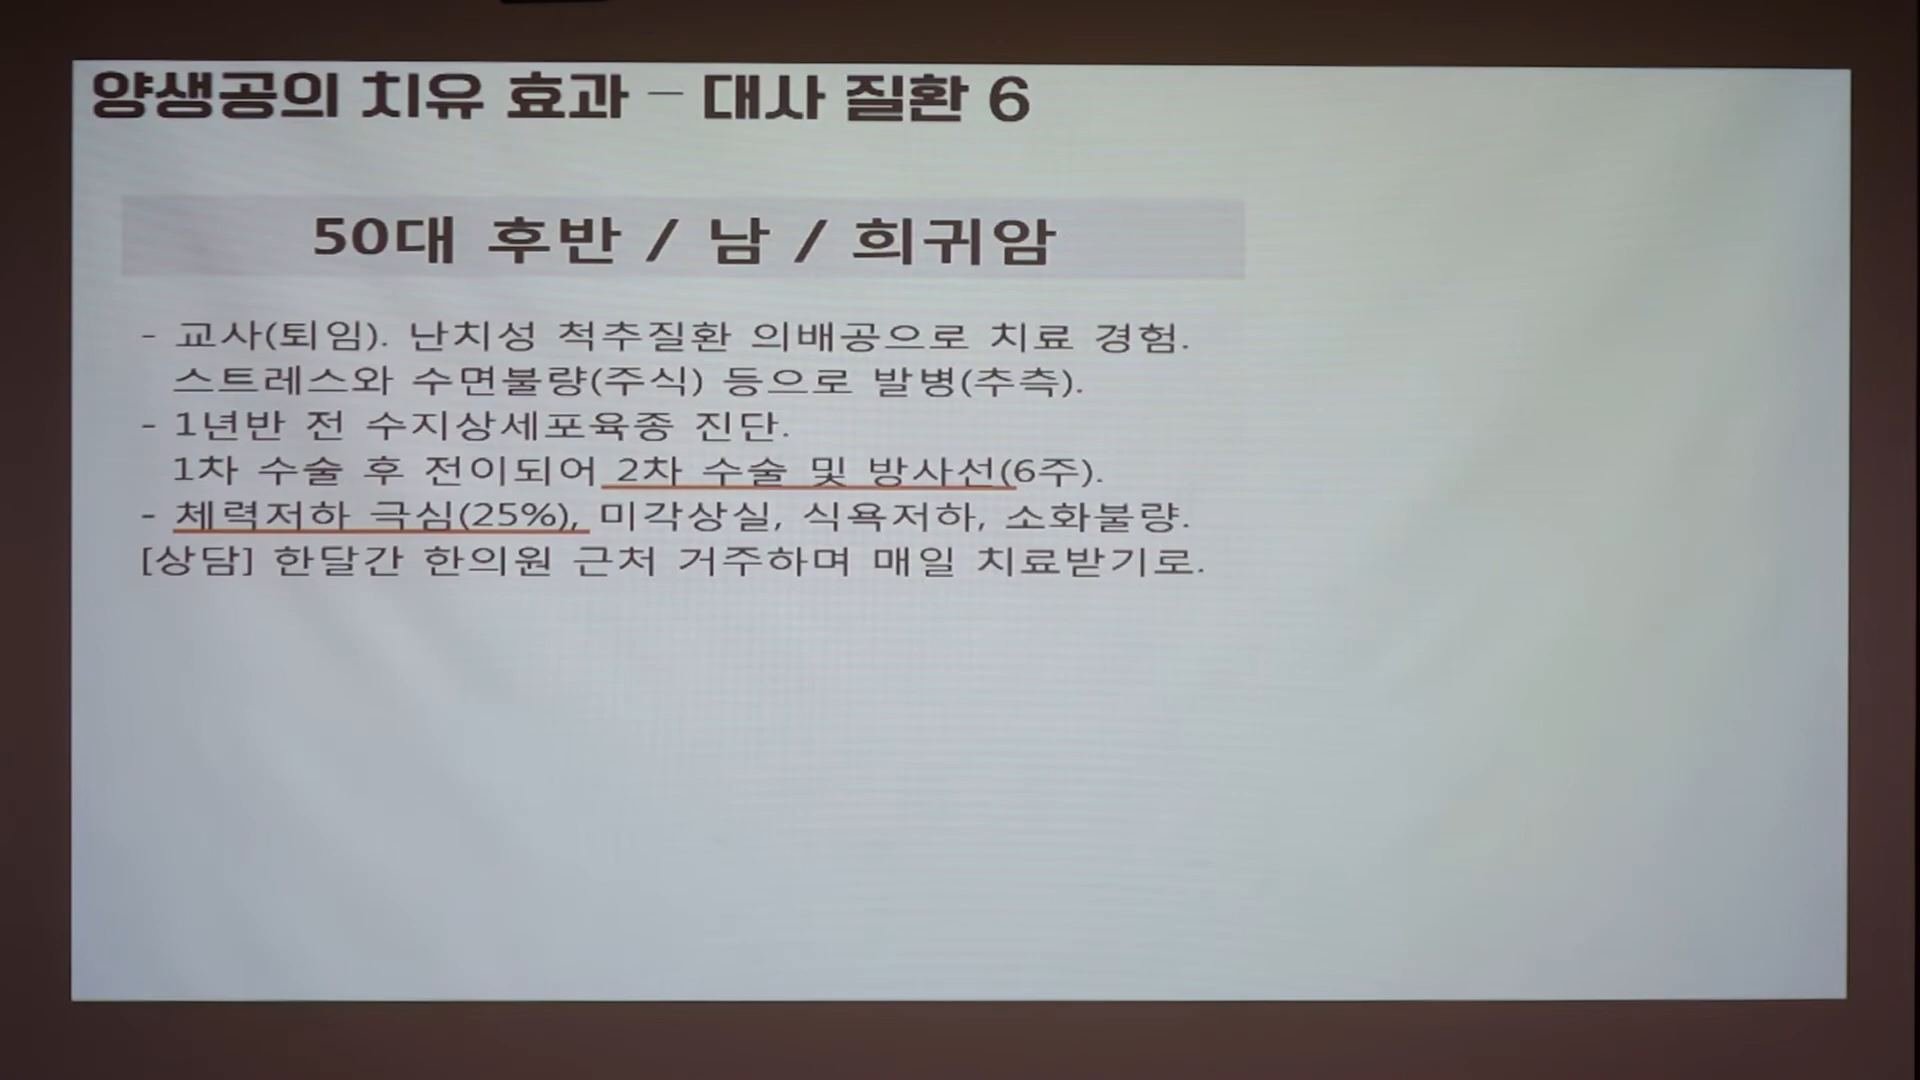 양생공의 치유 효과 – 대사 질환 6
50대 후반 / 남 / 희귀암
- 교사(퇴임). 난치성 척추질환 의배공으로 치료 경험.
스트레스와 수면불량(주식) 등으로 발병(추측).
- 1년반 전 수지상세포육종 진단.
1차 수술 후 전이되어 2차 수술 및 방사선(6주).
- 체력저하 극심(25%), 미각상실, 식욕저하, 소화불량.
[상담] 한달간 한의원 근처 거주하며 매일 치료받기로.